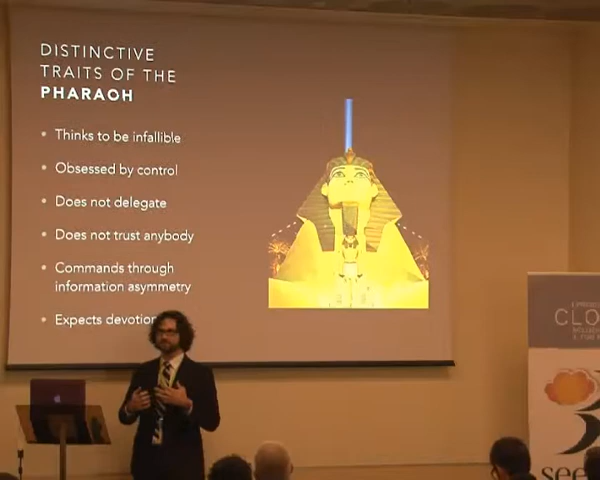 DISTINCTIVE
TRAITS OF THE
PHARAOH
• Thinks to be infallible
• Obsessed by control
• Does not delegate
• Does not trust anybody
• Commands through
information asymmetry
• Expects devotion
CLO
see